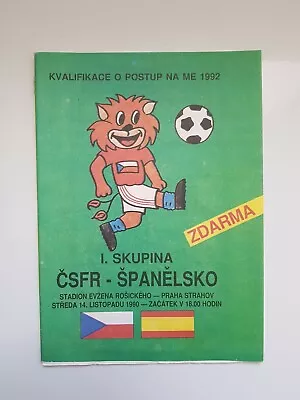 KVALIFIKACE O POSTUP NA ME 1992
ZDARMA
I. SKUPINA
ČSFR - ŠPANĚLSKO
STADION EVŽENA ROŠICKÉHO — PRAHA STRAHOV
STŘEDA 14. LISTOPADU 1990 — ZAČÁTEK V 18.00 HODIN